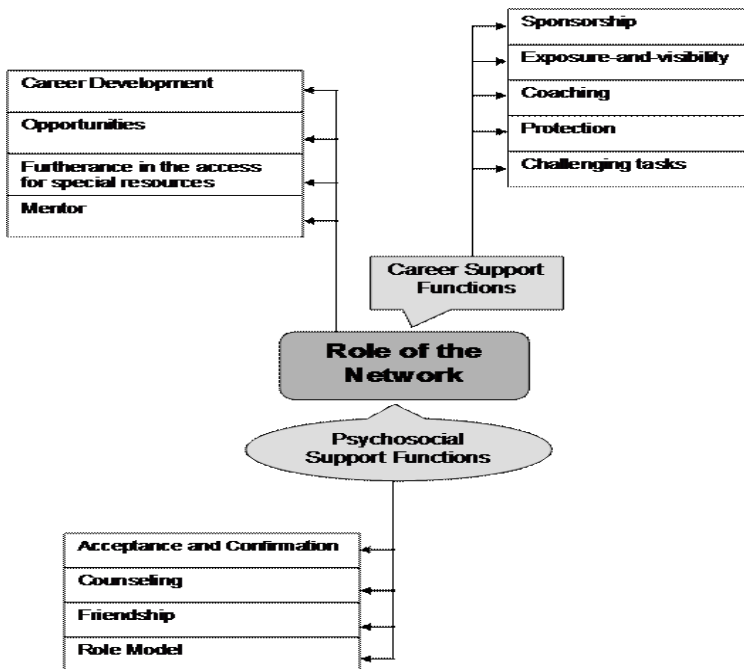 Sponsorship
Exposure-and-visibility
Coaching
Protection
Challenging tasks
Career Development
Opportunities
Furtherance in the access
for special resources
Mentor
Career Support
Functions
Role of the
Network
Psychosocial
Support Functions
Acceptance and Confirmation
Counseling
Friendship
Role Model